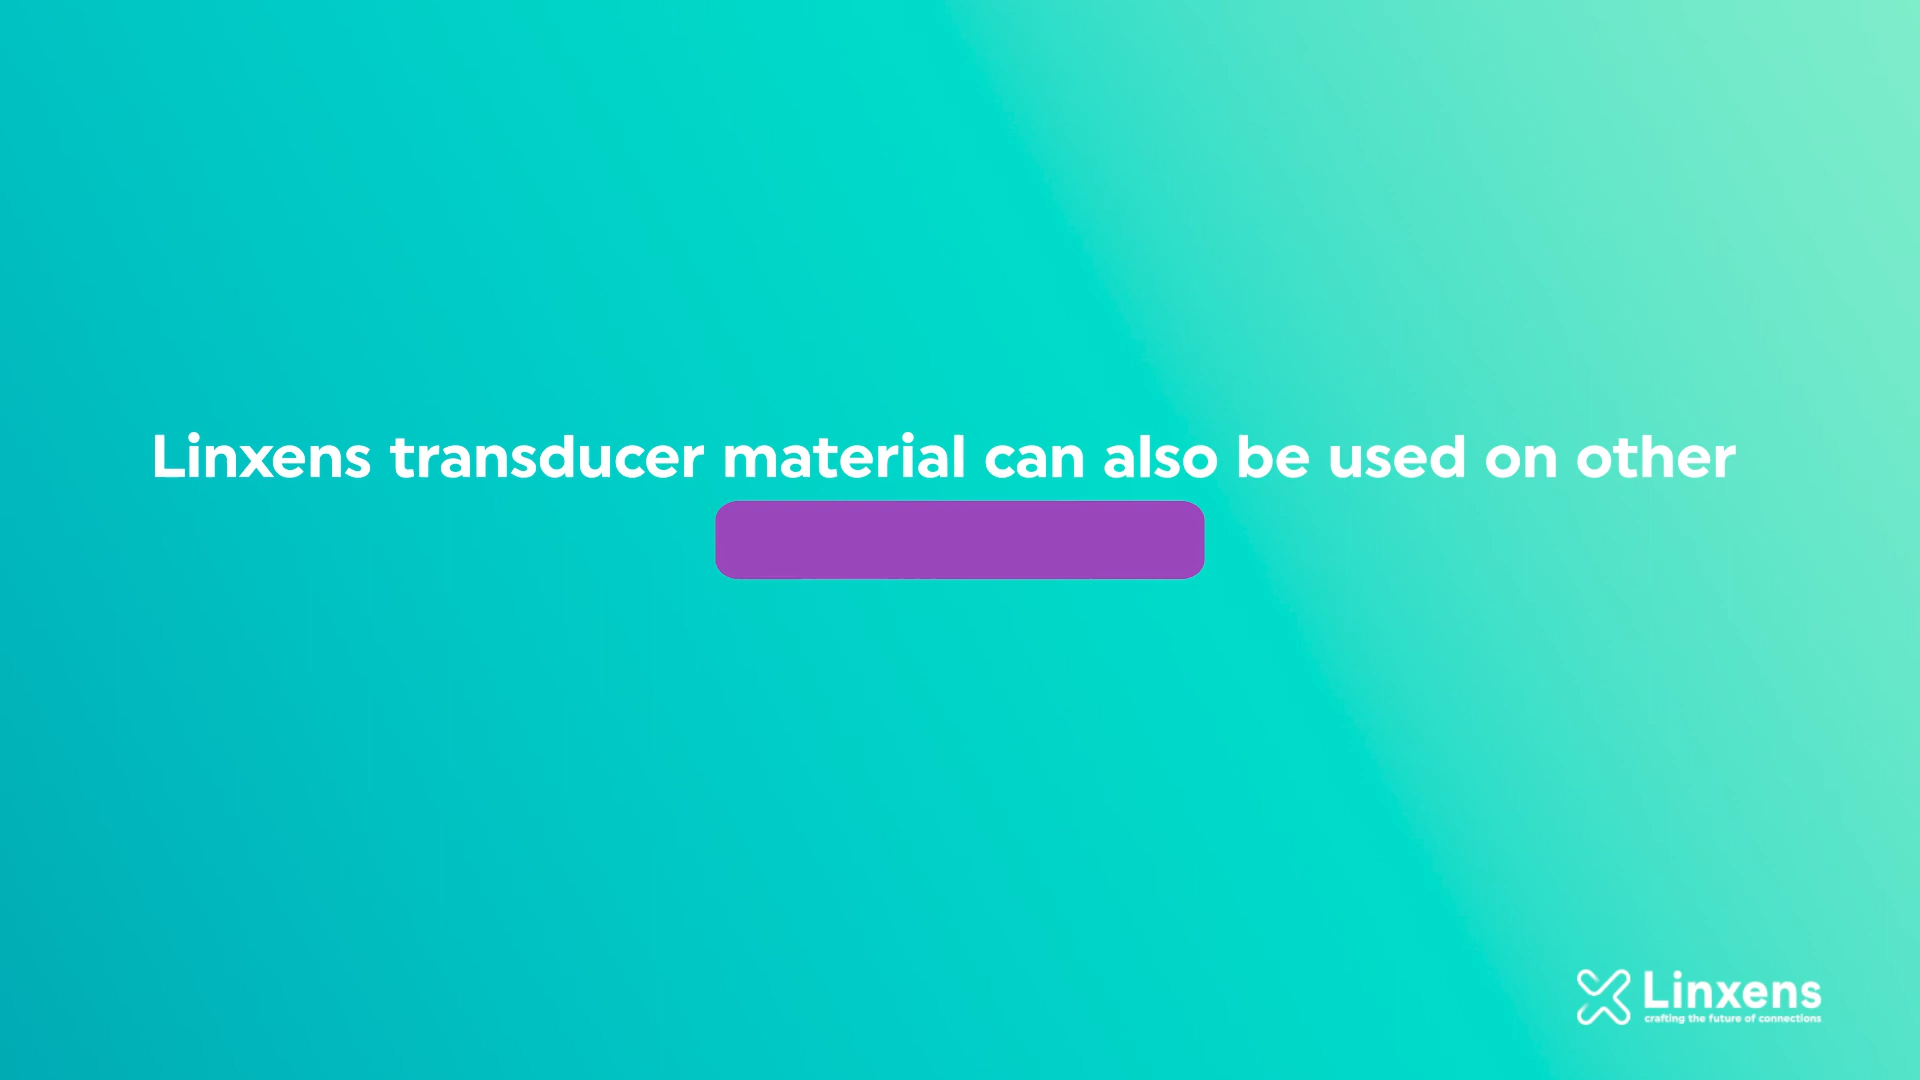 Linxens transducer material can also be used on other
Linxens
crafting the future of connections